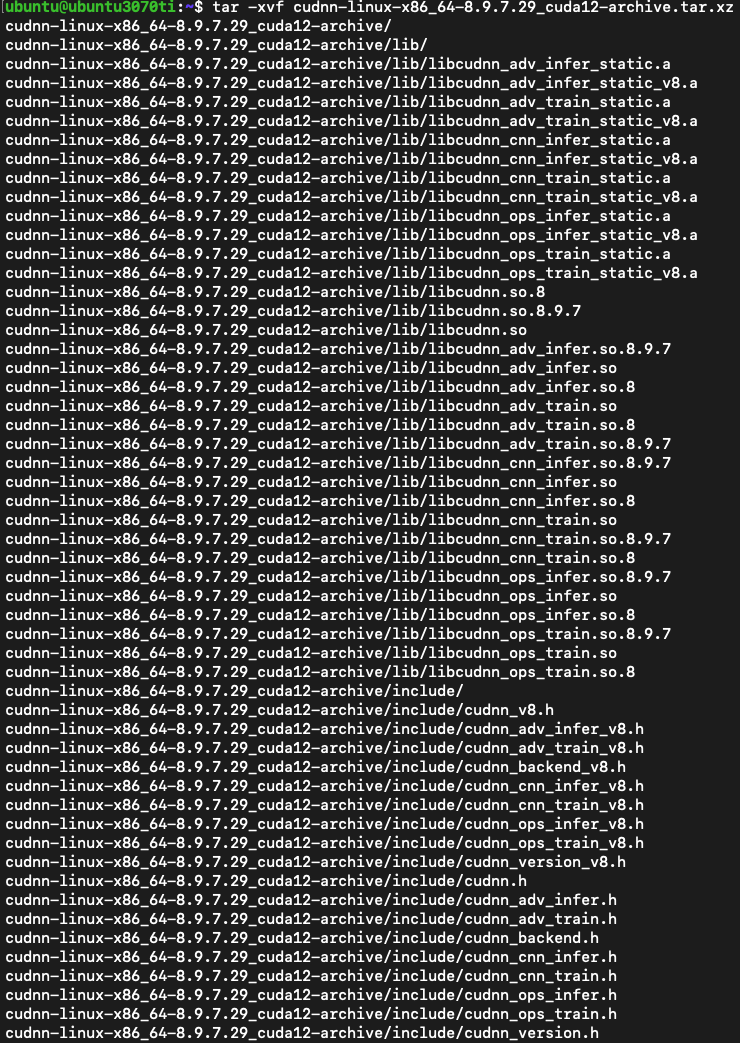 ubuntu@ubuntu3070ti:~$ tar -xvf cudnn-linux-x86_64-8.9.7.29_cuda12-archive.tar.xz
cudnn-linux-x86_64-8.9.7.29_cuda12-archive/
cudnn-linux-x86_64-8.9.7.29_cuda12-archive/lib/
cudnn-linux-x86_64-8.9.7.29_cuda12-archive/lib/libcudnn_adv_infer_static.a
cudnn-linux-x86_64-8.9.7.29_cuda12-archive/lib/libcudnn_adv_infer_static_v8.a
cudnn-linux-x86_64-8.9.7.29_cuda12-archive/lib/libcudnn_adv_train_static.a
cudnn-linux-x86_64-8.9.7.29_cuda12-archive/lib/libcudnn_adv_train_static_v8.a
cudnn-linux-x86_64-8.9.7.29_cuda12-archive/lib/libcudnn_cnn_infer_static.a
cudnn-linux-x86_64-8.9.7.29_cuda12-archive/lib/libcudnn_cnn_infer_static_v8.a
cudnn-linux-x86_64-8.9.7.29_cuda12-archive/lib/libcudnn_cnn_train_static.a
cudnn-linux-x86_64-8.9.7.29_cuda12-archive/lib/libcudnn_cnn_train_static_v8.a
cudnn-linux-x86_64-8.9.7.29_cuda12-archive/lib/libcudnn_ops_infer_static.a
cudnn-linux-x86_64-8.9.7.29_cuda12-archive/lib/libcudnn_ops_infer_static_v8.a
cudnn-linux-x86_64-8.9.7.29_cuda12-archive/lib/libcudnn_ops_train_static.a
cudnn-linux-x86_64-8.9.7.29_cuda12-archive/lib/libcudnn_ops_train_static_v8.a
cudnn-linux-x86_64-8.9.7.29_cuda12-archive/lib/libcudnn.so.8
cudnn-linux-x86_64-8.9.7.29_cuda12-archive/lib/libcudnn.so.8.9.7
cudnn-linux-x86_64-8.9.7.29_cuda12-archive/lib/libcudnn.so
cudnn-linux-x86_64-8.9.7.29_cuda12-archive/lib/libcudnn_adv_infer.so.8.9.7
cudnn-linux-x86_64-8.9.7.29_cuda12-archive/lib/libcudnn_adv_infer.so
cudnn-linux-x86_64-8.9.7.29_cuda12-archive/lib/libcudnn_adv_infer.so.8
cudnn-linux-x86_64-8.9.7.29_cuda12-archive/lib/libcudnn_adv_train.so
cudnn-linux-x86_64-8.9.7.29_cuda12-archive/lib/libcudnn_adv_train.so.8
cudnn-linux-x86_64-8.9.7.29_cuda12-archive/lib/libcudnn_adv_train.so.8.9.7
cudnn-linux-x86_64-8.9.7.29_cuda12-archive/lib/libcudnn_cnn_infer.so.8.9.7
cudnn-linux-x86_64-8.9.7.29_cuda12-archive/lib/libcudnn_cnn_infer.so
cudnn-linux-x86_64-8.9.7.29_cuda12-archive/lib/libcudnn_cnn_infer.so.8
cudnn-linux-x86_64-8.9.7.29_cuda12-archive/lib/libcudnn_cnn_train.so
cudnn-linux-x86_64-8.9.7.29_cuda12-archive/lib/libcudnn_cnn_train.so.8.9.7
cudnn-linux-x86_64-8.9.7.29_cuda12-archive/lib/libcudnn_cnn_train.so.8
cudnn-linux-x86_64-8.9.7.29_cuda12-archive/lib/libcudnn_ops_infer.so.8.9.7
cudnn-linux-x86_64-8.9.7.29_cuda12-archive/lib/libcudnn_ops_infer.so
cudnn-linux-x86_64-8.9.7.29_cuda12-archive/lib/libcudnn_ops_infer.so.8
cudnn-linux-x86_64-8.9.7.29_cuda12-archive/lib/libcudnn_ops_train.so.8.9.7
cudnn-linux-x86_64-8.9.7.29_cuda12-archive/lib/libcudnn_ops_train.so
cudnn-linux-x86_64-8.9.7.29_cuda12-archive/lib/libcudnn_ops_train.so.8
cudnn-linux-x86_64-8.9.7.29_cuda12-archive/include/
cudnn-linux-x86_64-8.9.7.29_cuda12-archive/include/cudnn_v8.h
cudnn-linux-x86_64-8.9.7.29_cuda12-archive/include/cudnn_adv_infer_v8.h
cudnn-linux-x86_64-8.9.7.29_cuda12-archive/include/cudnn_adv_train_v8.h
cudnn-linux-x86_64-8.9.7.29_cuda12-archive/include/cudnn_backend_v8.h
cudnn-linux-x86_64-8.9.7.29_cuda12-archive/include/cudnn_cnn_infer_v8.h
cudnn-linux-x86_64-8.9.7.29_cuda12-archive/include/cudnn_cnn_train_v8.h
cudnn-linux-x86_64-8.9.7.29_cuda12-archive/include/cudnn_ops_infer_v8.h
cudnn-linux-x86_64-8.9.7.29_cuda12-archive/include/cudnn_ops_train_v8.h
cudnn-linux-x86_64-8.9.7.29_cuda12-archive/include/cudnn_version_v8.h
cudnn-linux-x86_64-8.9.7.29_cuda12-archive/include/cudnn.h
cudnn-linux-x86_64-8.9.7.29_cuda12-archive/include/cudnn_adv_infer.h
cudnn-linux-x86_64-8.9.7.29_cuda12-archive/include/cudnn_adv_train.h
cudnn-linux-x86_64-8.9.7.29_cuda12-archive/include/cudnn_backend.h
cudnn-linux-x86_64-8.9.7.29_cuda12-archive/include/cudnn_cnn_infer.h
cudnn-linux-x86_64-8.9.7.29_cuda12-archive/include/cudnn_cnn_train.h
cudnn-linux-x86_64-8.9.7.29_cuda12-archive/include/cudnn_ops_infer.h
cudnn-linux-x86_64-8.9.7.29_cuda12-archive/include/cudnn_ops_train.h
cudnn-linux-x86_64-8.9.7.29_cuda12-archive/include/cudnn_version.h